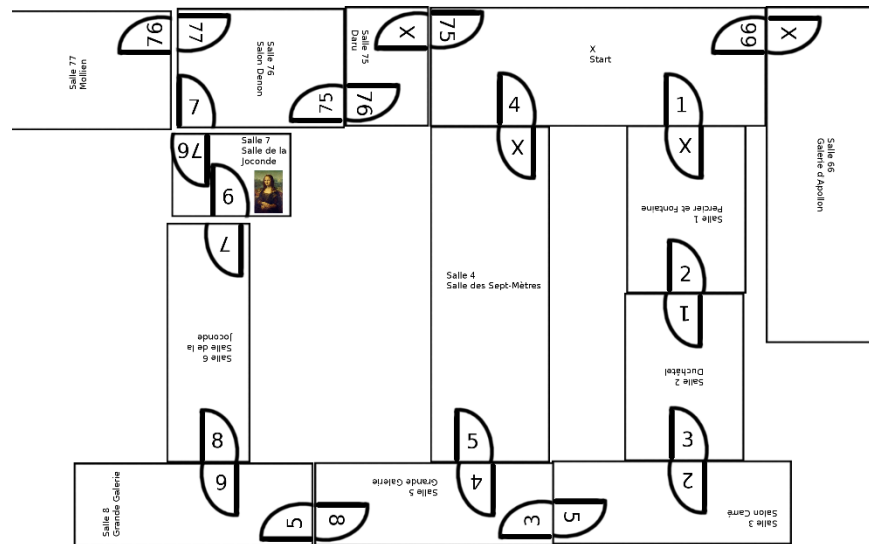 76
Salle 77
Mollien
77
Salle 76
Salon Denon
7
75
Salle 75
Daru
X
76
75
X
Start
4
1
66
X
Salle 66
Galerie d'Apollon
76
Salle 7
Salle de la
Joconde
6
X
X
Salle 1
Percier et Fontaine
2
7
Salle 6
Salle de la
Joconde
8
Salle 4
Salle des Sept-Mètres
5
1
Salle 2
Duchâtel
3
Salle 8
Grande Galerie
6
5
8
Salle 5
Grande Galerie
4
3
5
2
Salle 3
Salon Carré